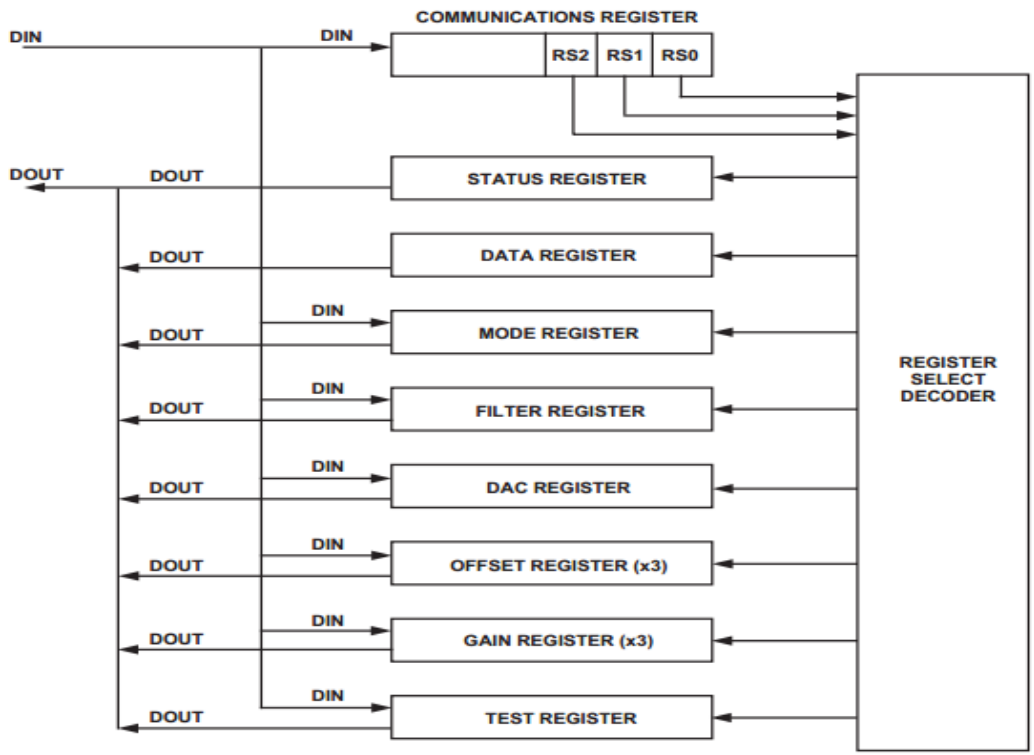 COMMUNICATIONS REGISTER
DIN
DIN
RS2 RS1 RS0
DOUT
DOUT
STATUS REGISTER
DOUT
DATA REGISTER
DIN
DOUT
MODE REGISTER
REGISTER
SELECT
DECODER
DIN
DOUT
FILTER REGISTER
DIN
DOUT
DAC REGISTER
DIN
DOUT
OFFSET REGISTER (x3)
DIN
DOUT
GAIN REGISTER (x3)
DIN
DOUT
TEST REGISTER